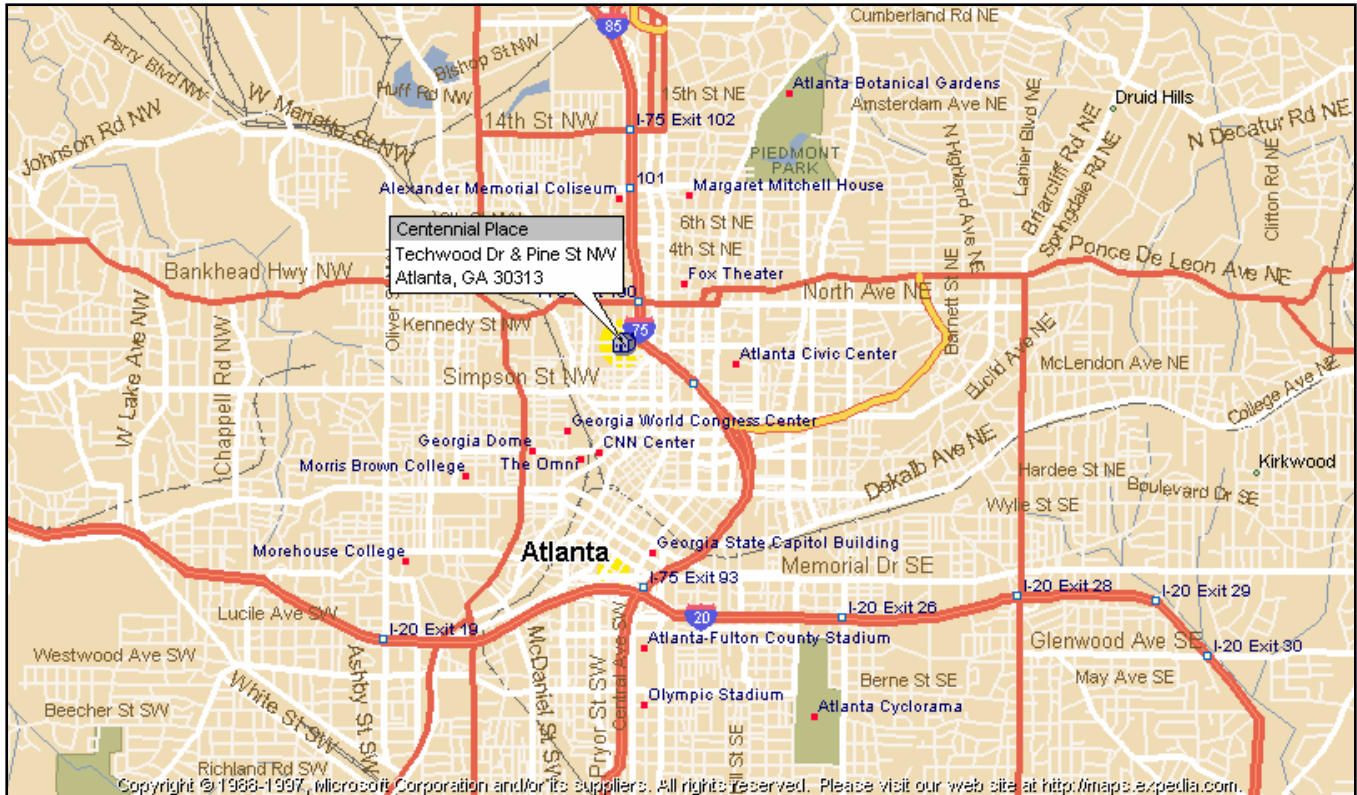 85
Cumberland Rd NE
Perry Blvd NW
Bishop St NW
Huff Rd NW
W Marietta St NW
Johnson Rd NW
15th St NE
Atlanta Botanical Gardens
Amsterdam Ave NE
Druid Hills
N Decatur Rd NE
14th St NW
I-75 Exit 102
PIEDMONT
PARK
N Highland Ave NE
Lanier Blvd NE
Briarcliff Rd NE
Springdale Rd NE
Clifton Rd NE
Alexander Memorial Coliseum
101
Margaret Mitchell House
6th St NE
4th St NE
Centennial Place
Techwood Dr & Pine St NW
Atlanta, GA 30313
Fox Theater
Bankhead Hwy NW
North Ave NE
Ponce De Leon Ave NE
Kennedy St NW
75
Barnett St NE
Euclid Ave NE
McLendon Ave NE
College Ave NE
W Lake Ave NW
Chappell Rd NW
Simpson St NW
Atlanta Civic Center
Georgia World Congress Center
Georgia Dome
CNN Center
The Omni
Morris Brown College
Dekalb Ave NE
Hardee St NE
Kirkwood
Boulevard Dr SE
Wylie St SE
Morehouse College
Atlanta
Georgia State Capitol Building
Memorial Dr SE
I-75 Exit 93
I-20 Exit 28
I-20 Exit 29
Lucile Ave SW
I-20 Exit 19
20
I-20 Exit 26
Atlanta-Fulton County Stadium
Glenwood Ave SE
I-20 Exit 30
Westwood Ave SW
White St SW
Ashby St SW
McDaniel St SW
Pryor St SW
Central Ave SW
Berne St SE
May Ave SE
Olympic Stadium
Atlanta Cyclorama
Beecher St SW
Hill St SE
Richland Rd SW
Copyright © 1988-1997, Microsoft Corporation and/or its suppliers. All rights reserved. Please visit our web site at http://maps.expedia.com.